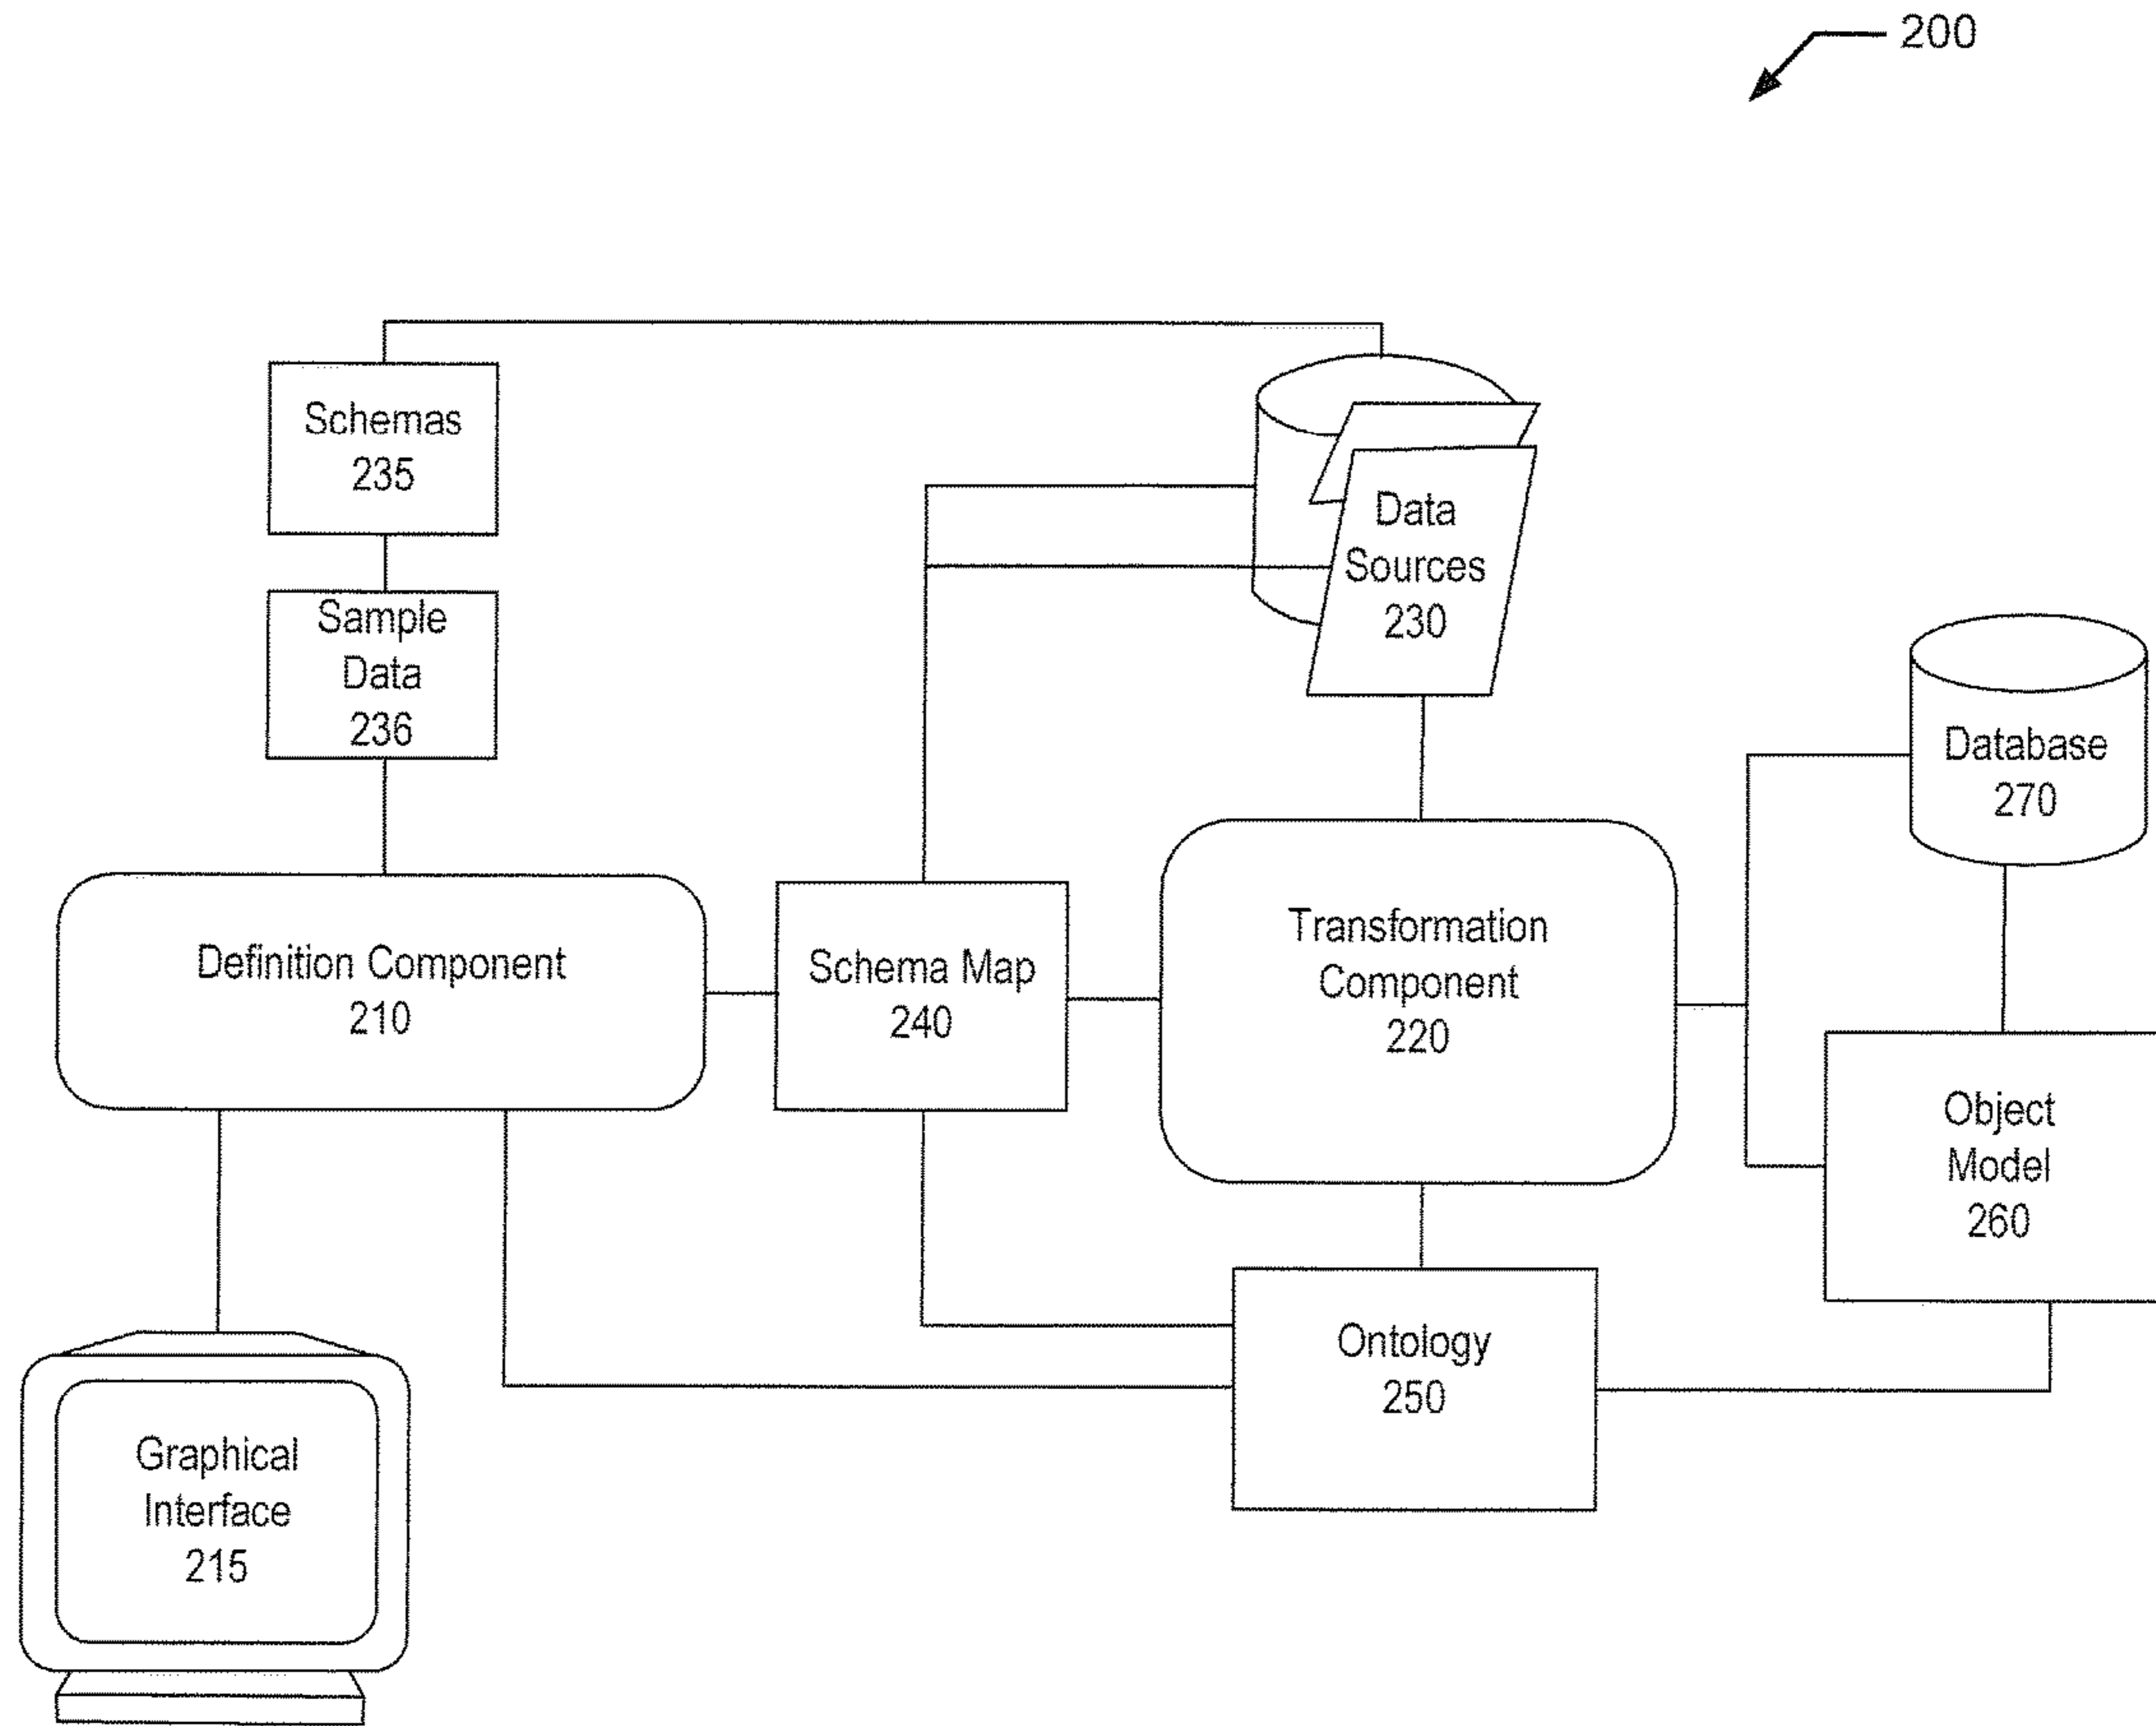 200
Schemas
235
Sample
Data
236
Data
Sources
230
Database
270
Definition Component
210
Schema Map
240
Transformation
Component
220
Object
Model
260
Ontology
250
Graphical
Interface
215